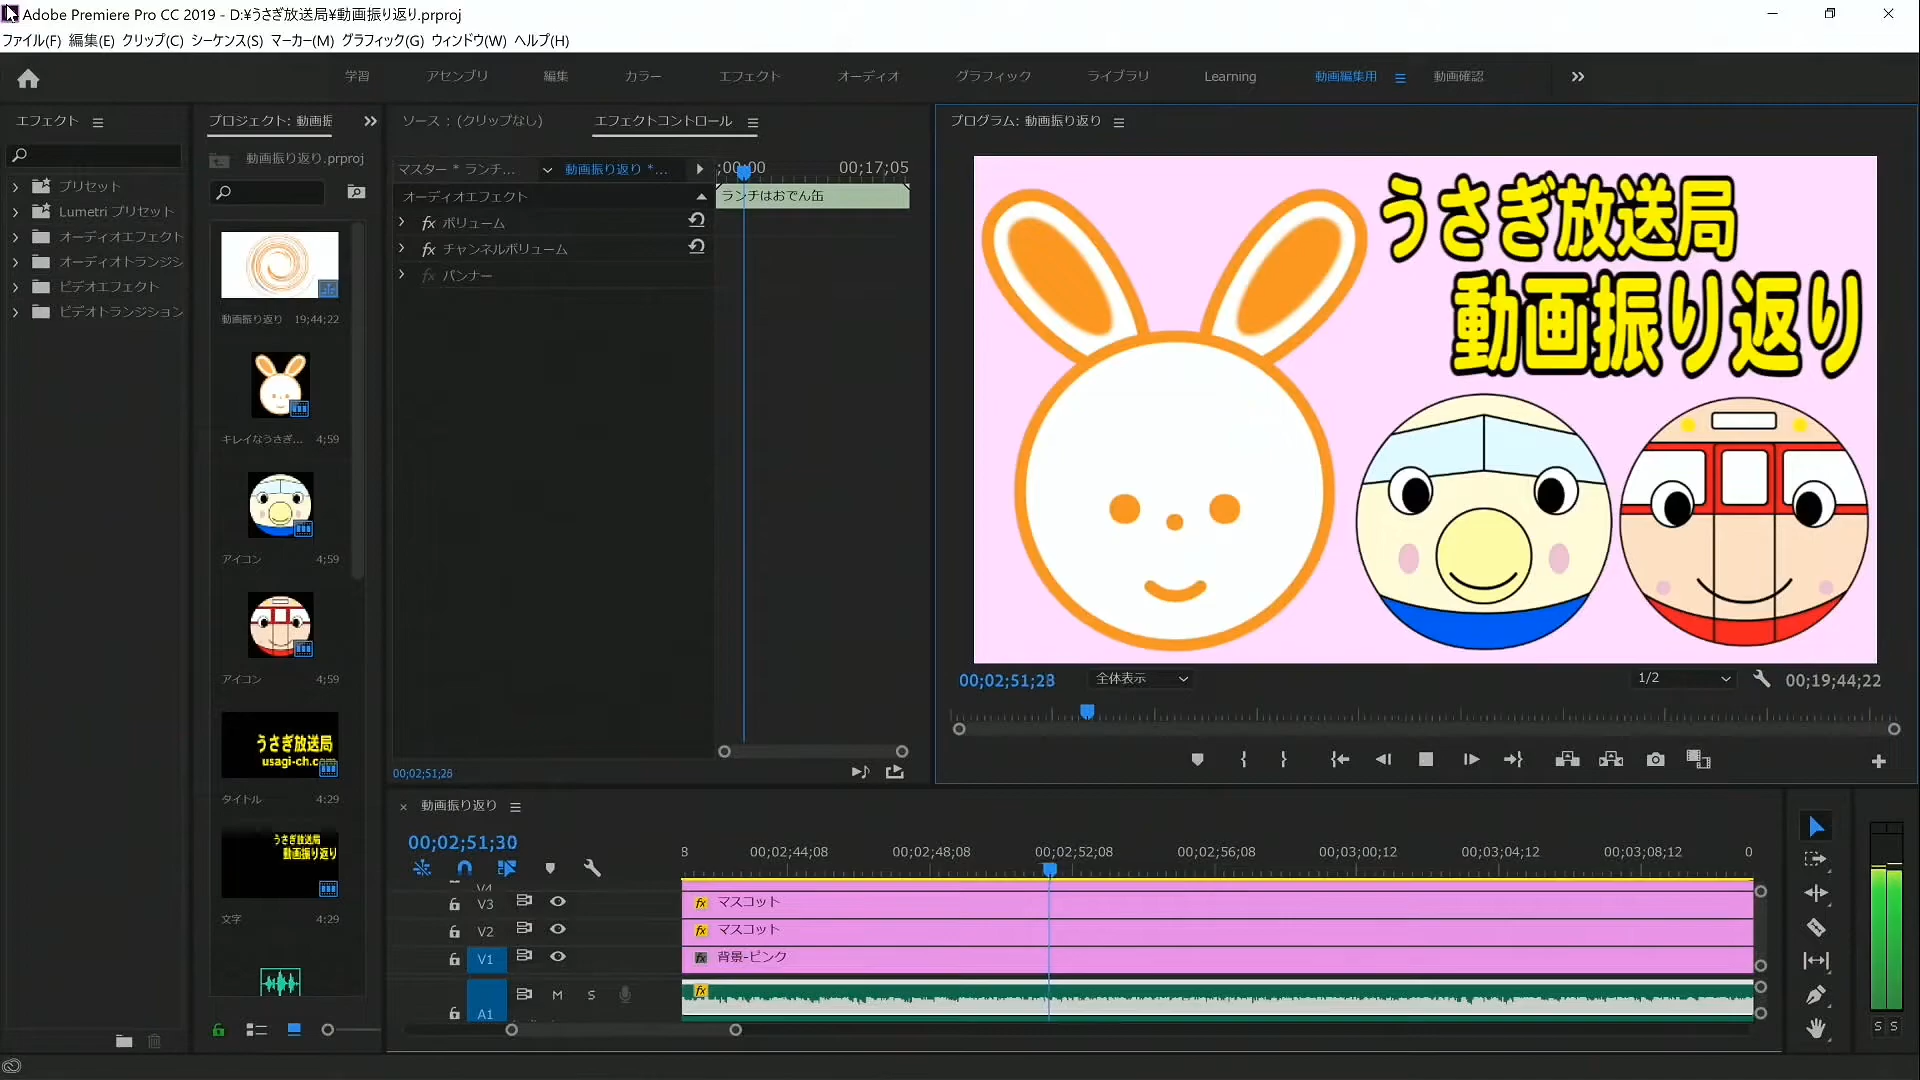 Adobe Premiere Pro CC 2019 - D:¥うさぎ放送局¥動画振り返り.prproj
ファイル(F) 編集(E) クリップ(C) シーケンス(S) マーカー(M) グラフィック(G) ウィンドウ(W) ヘルプ(H)
学習 アセンブリ 編集 カラー エフェクト オーディオ グラフィック ライブラリ Learning 動画編集用 動画確認
エフェクト
プリセット
Lumetri プリセット
オーディオエフェクト
オーディオトランジシ
ビデオエフェクト
ビデオトランジション
プロジェクト: 動画振
動画振り返り.prproj
動画振り返り 19;44;22
キレイなうさぎ... 4;59
アイコン 4;59
アイコン 4;59
うさぎ放送局
usagi-ch.com
タイトル 4:29
うさぎ放送局
動画振り返り
文字 4:29
ソース : (クリップなし)
エフェクトコントロール
マスター * ランチ... 動画振り返り *...
;00;00 00;17;05
オーディオエフェクト
ランチはおでん缶
fx ボリューム
fx チャンネルボリューム
fx パンナー
00;02;51;28
プログラム: 動画振り返り
うさぎ放送局
動画振り返り
00;02;51;28 全体表示 1/2 00;19;44;22
動画振り返り
00;02;51;30
8 00;02;44;08 00;02;48;08 00;02;52;08 00;02;56;08 00;03;00;12 00;03;04;12 00;03;08;12 0
V4
V3 fx マスコット
V2 fx マスコット
V1 fx 背景-ピンク
M S fx
A1
S S